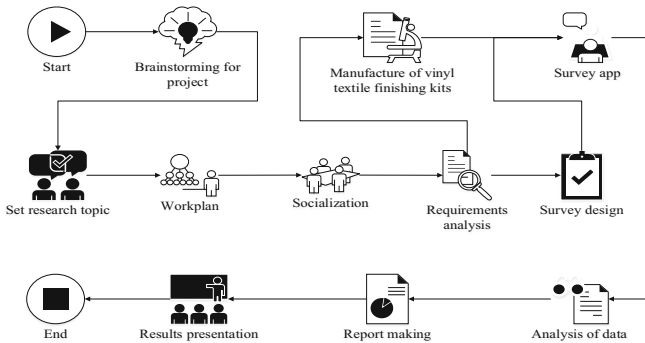 Start
Brainstorming for
project
Manufacture of vinyl
textile finishing kits
Survey app
Set research topic
Workplan
Socialization
Requirements
analysis
Survey design
End
Results presentation
Report making
Analysis of data